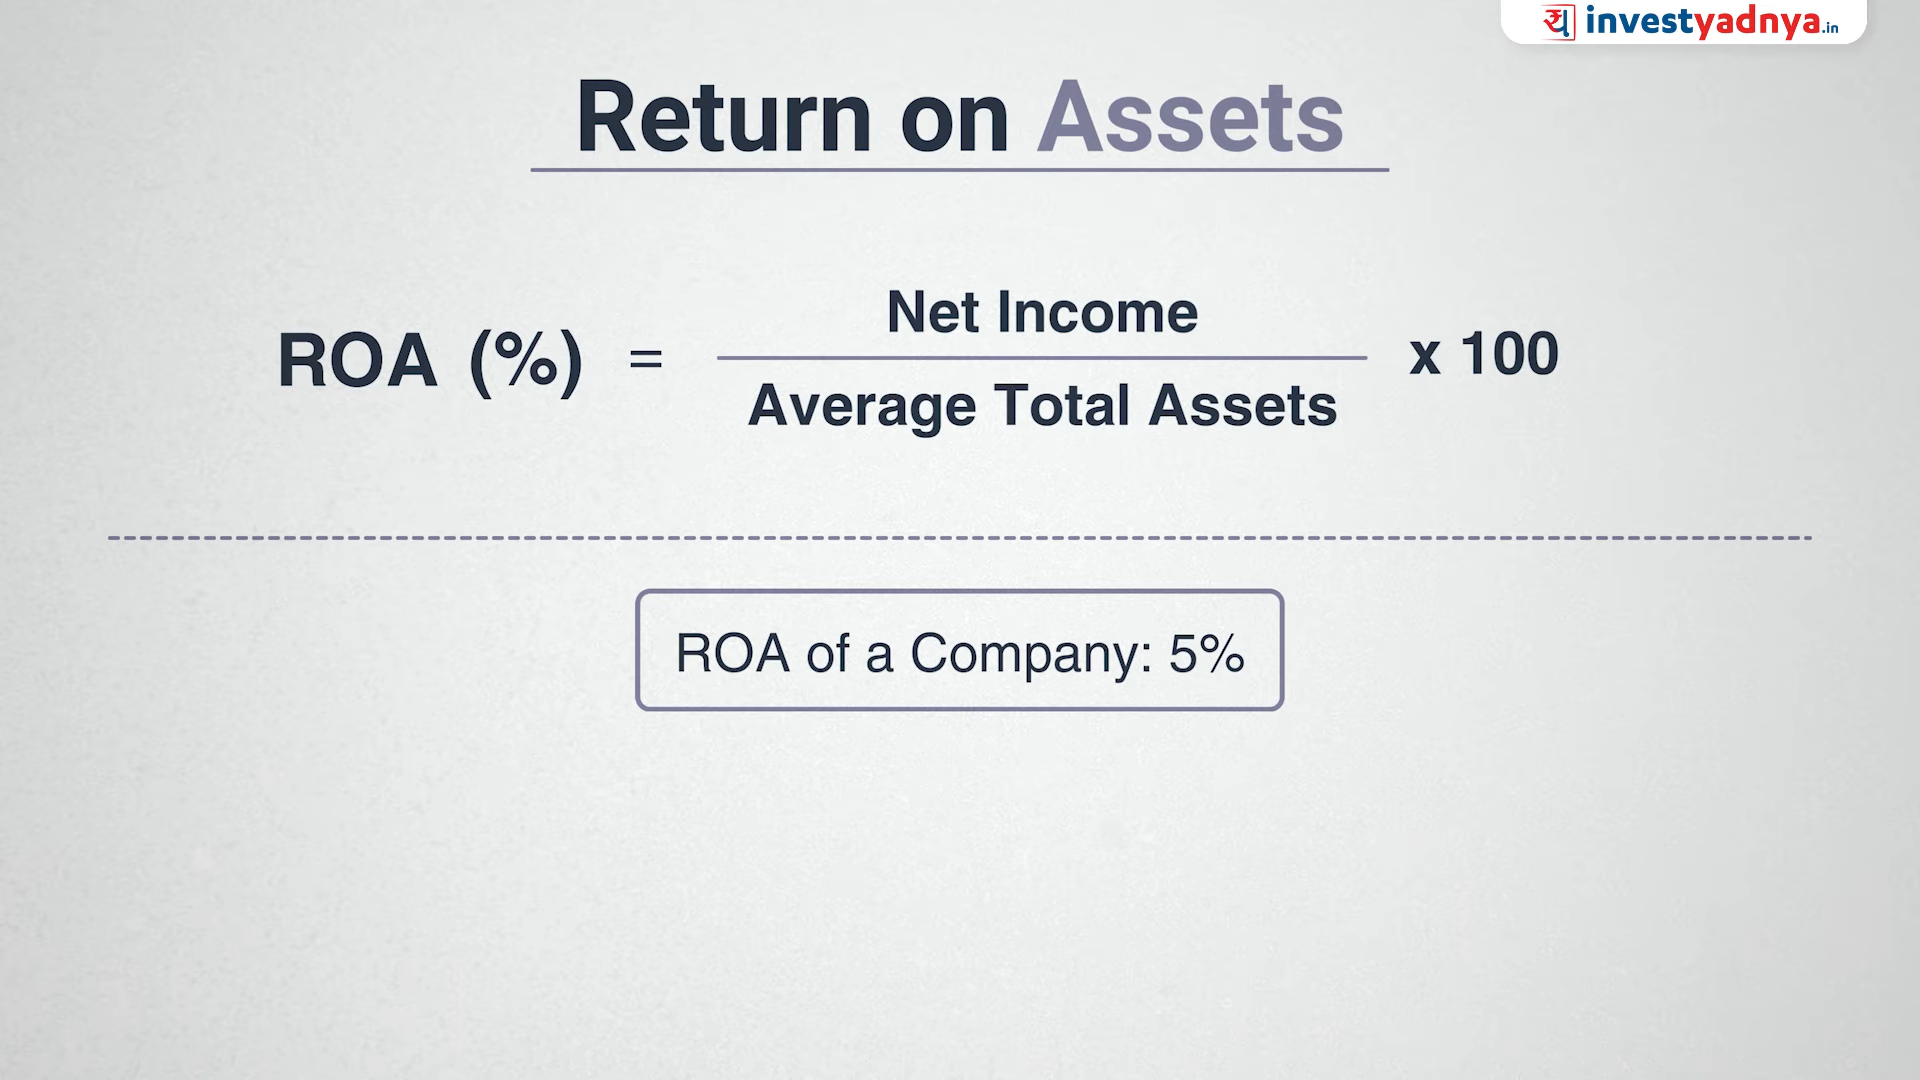 investyadnya.in
Return on Assets
ROA (%) = Net Income / Average Total Assets x 100
ROA of a Company: 5%